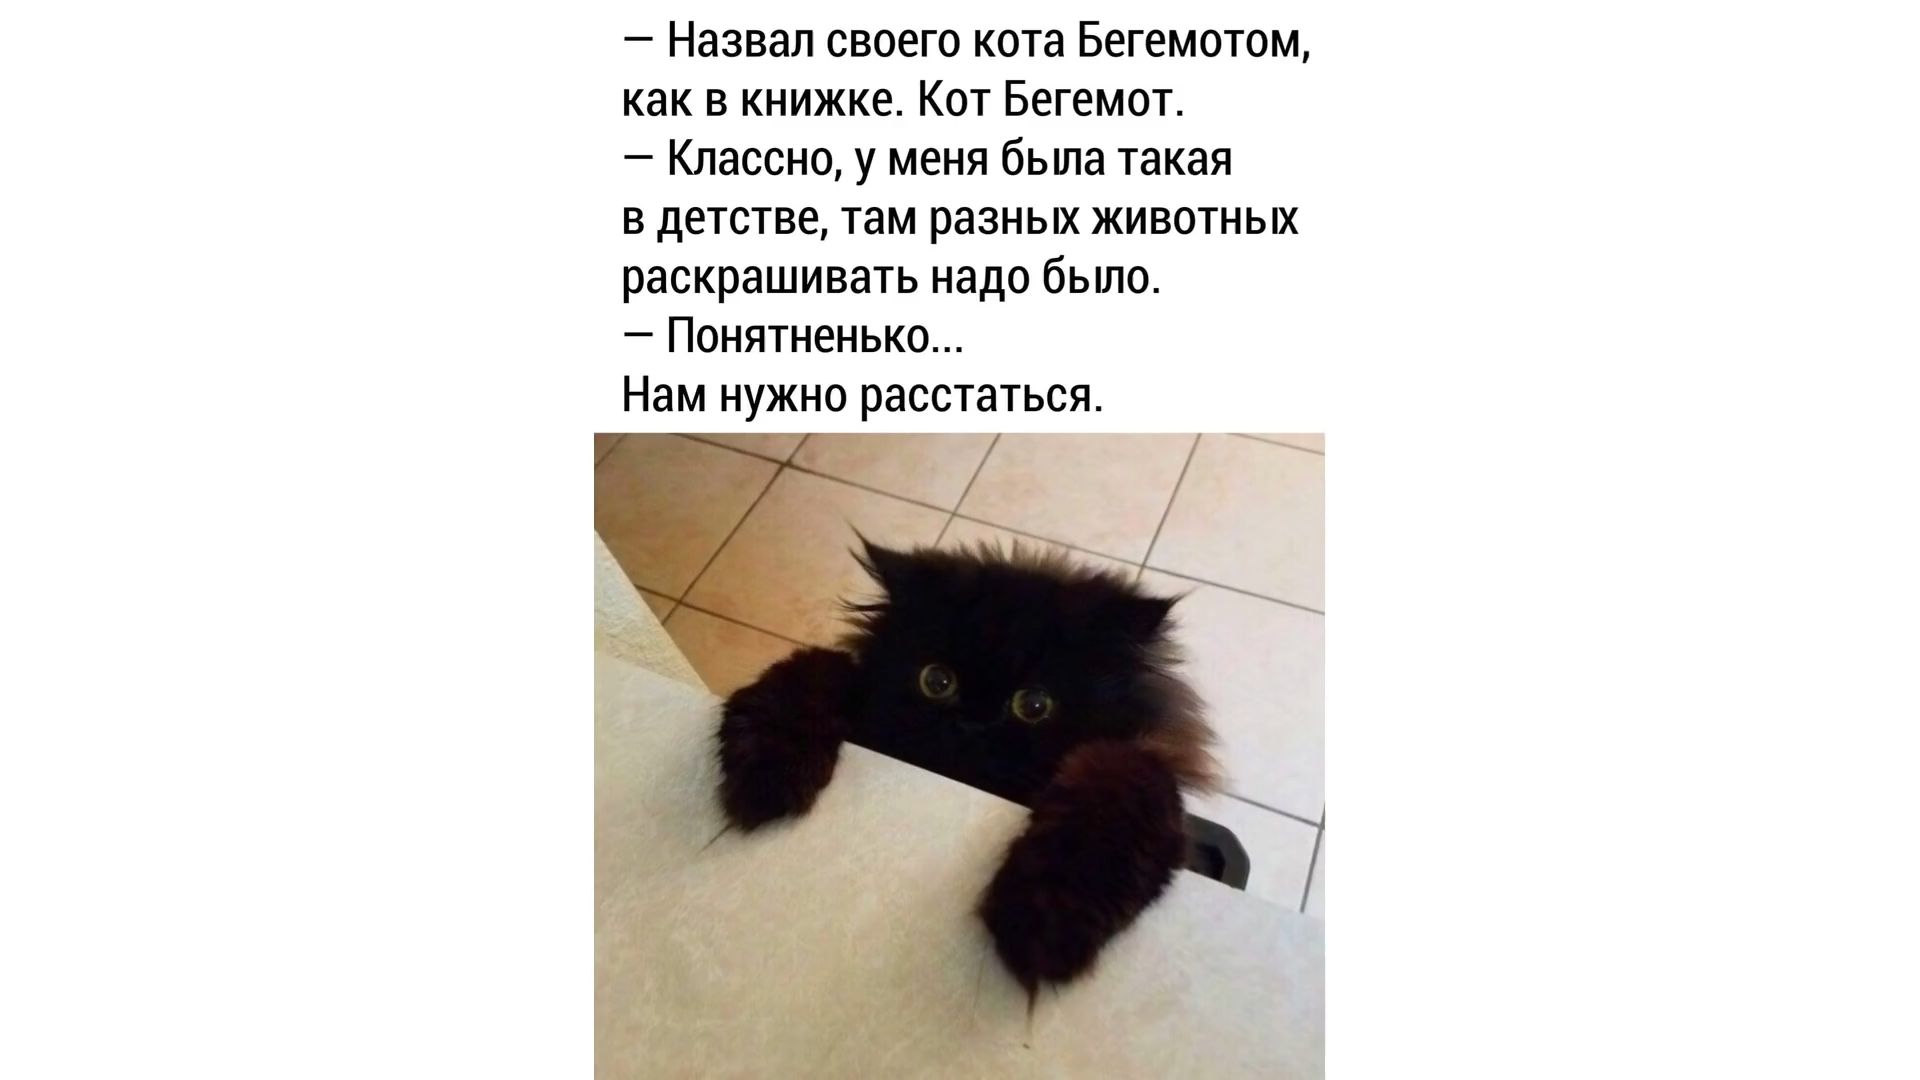 — Назвал своего кота Бегемотом,
как в книжке. Кот Бегемот.
— Классно, у меня была такая
в детстве, там разных животных
раскрашивать надо было.
— Понятненько...
Нам нужно расстаться.